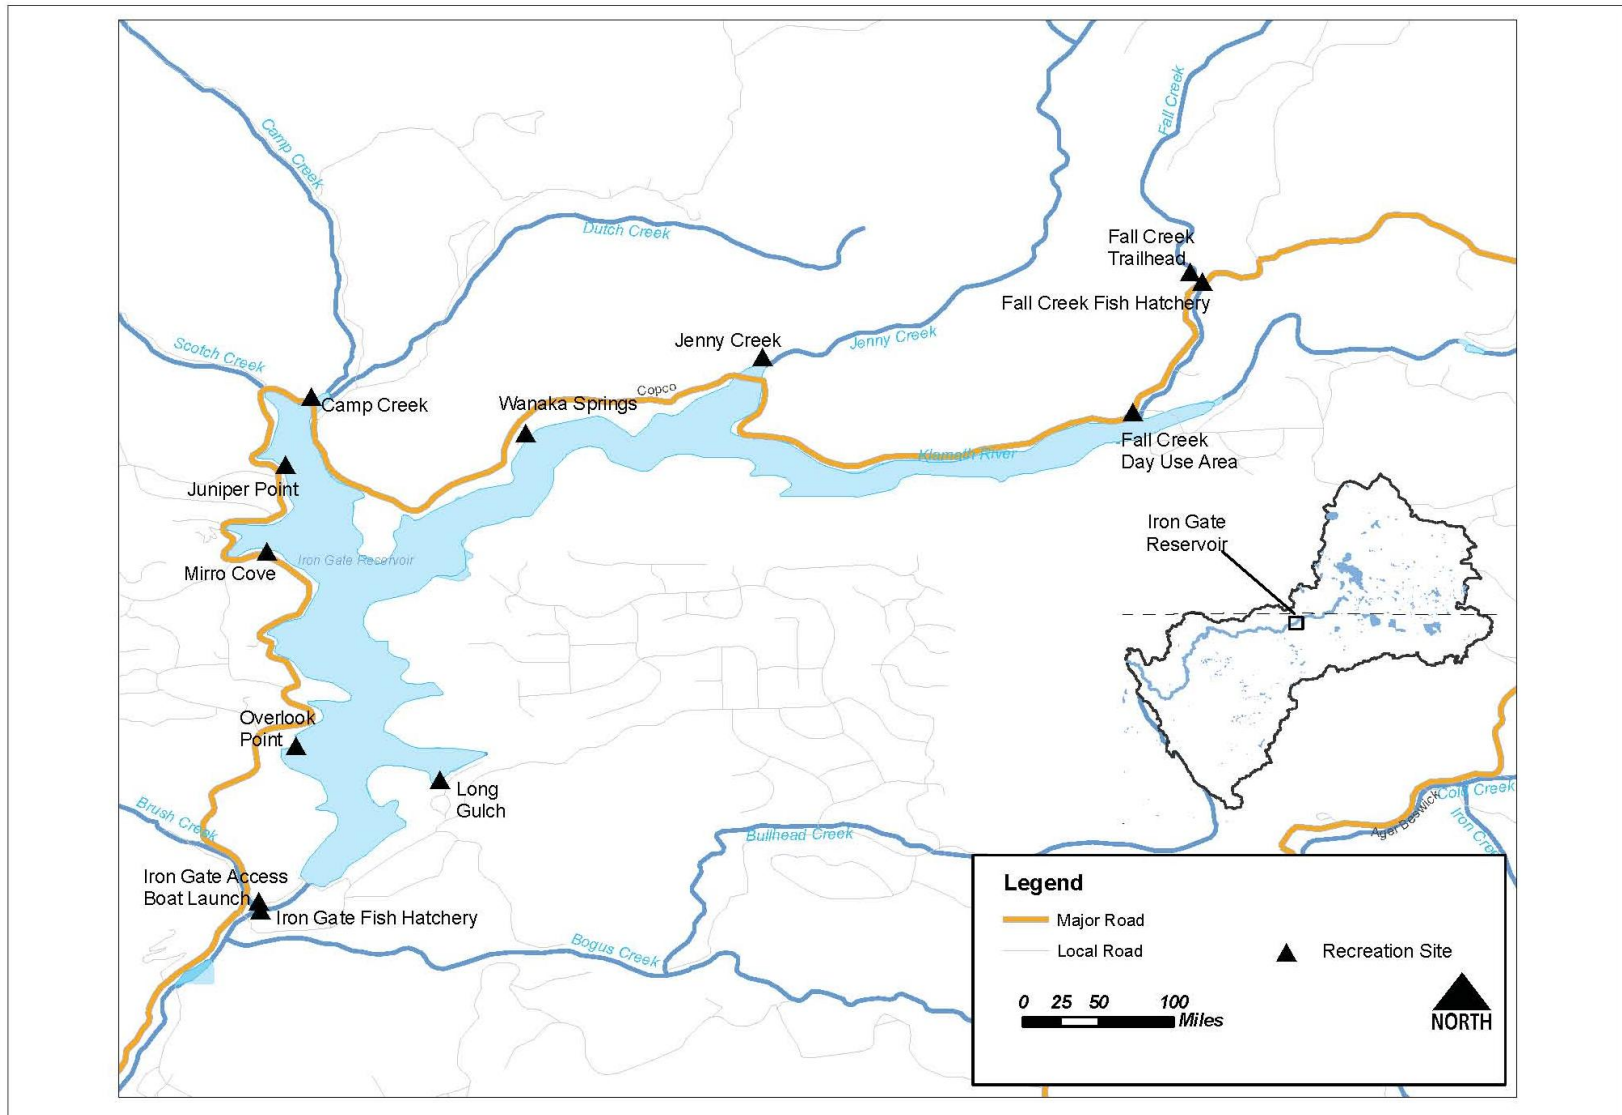 Camp Creek
Fall Creek
Dutch Creek
Fall Creek
Trailhead
Fall Creek Fish Hatchery
Scotch Creek
Jenny Creek
Jenny Creek
Copco
Camp Creek
Wanaka Springs
Klamath River
Fall Creek
Day Use Area
Juniper Point
Iron Gate
Reservoir
Iron Gate Reservoir
Mirro Cove
Overlook
Point
Long
Gulch
Brush Creek
Cold Creek
Ager Beswick
Iron Cree
Bullhead Creek
Iron Gate Access
Boat Launch
Iron Gate Fish Hatchery
Bogus Creek
Legend
Major Road
Local Road
Recreation Site
0 25 50 100
Miles
NORTH